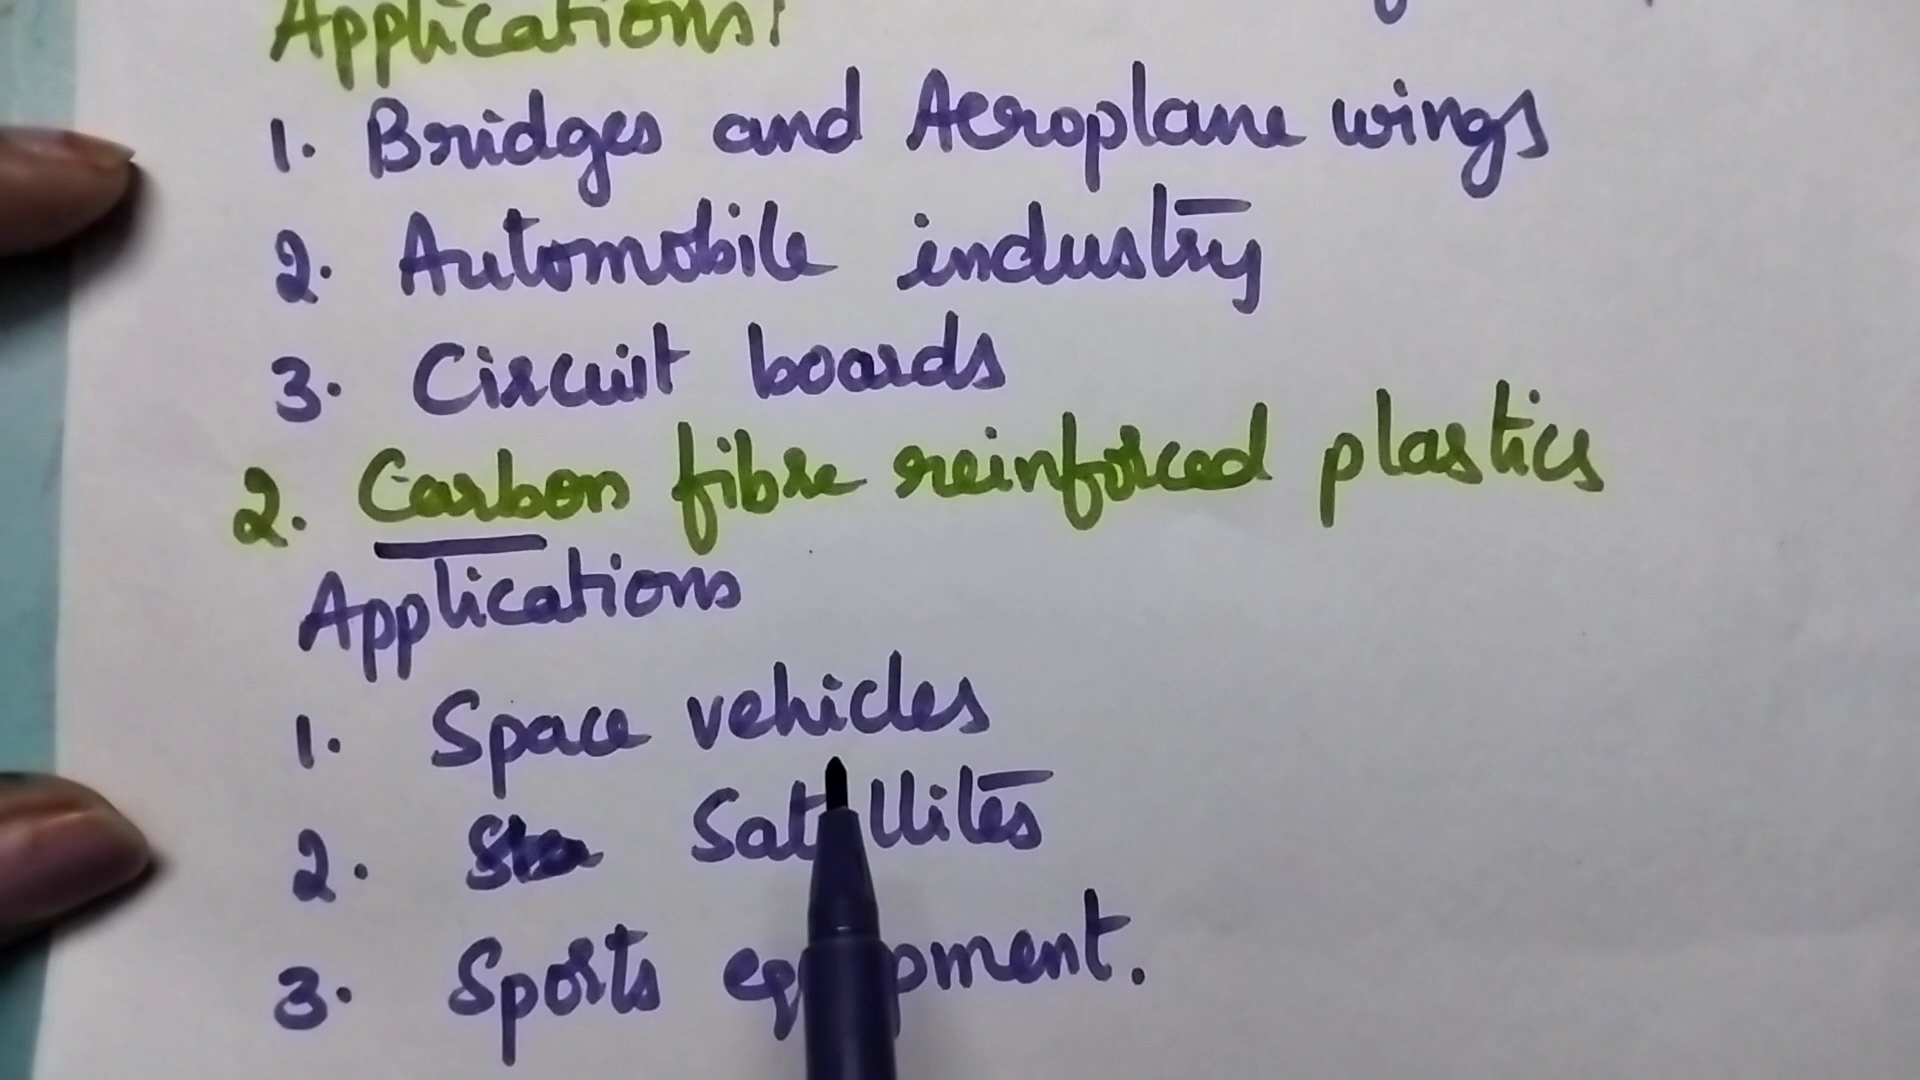 Applications:
1. Bridges and Aeroplane wings
2. Automobile industry
3. Circuit boards
2. Carbon fibre reinforced plastics
Applications
1. Space vehicles
2. Satellites
3. Sports